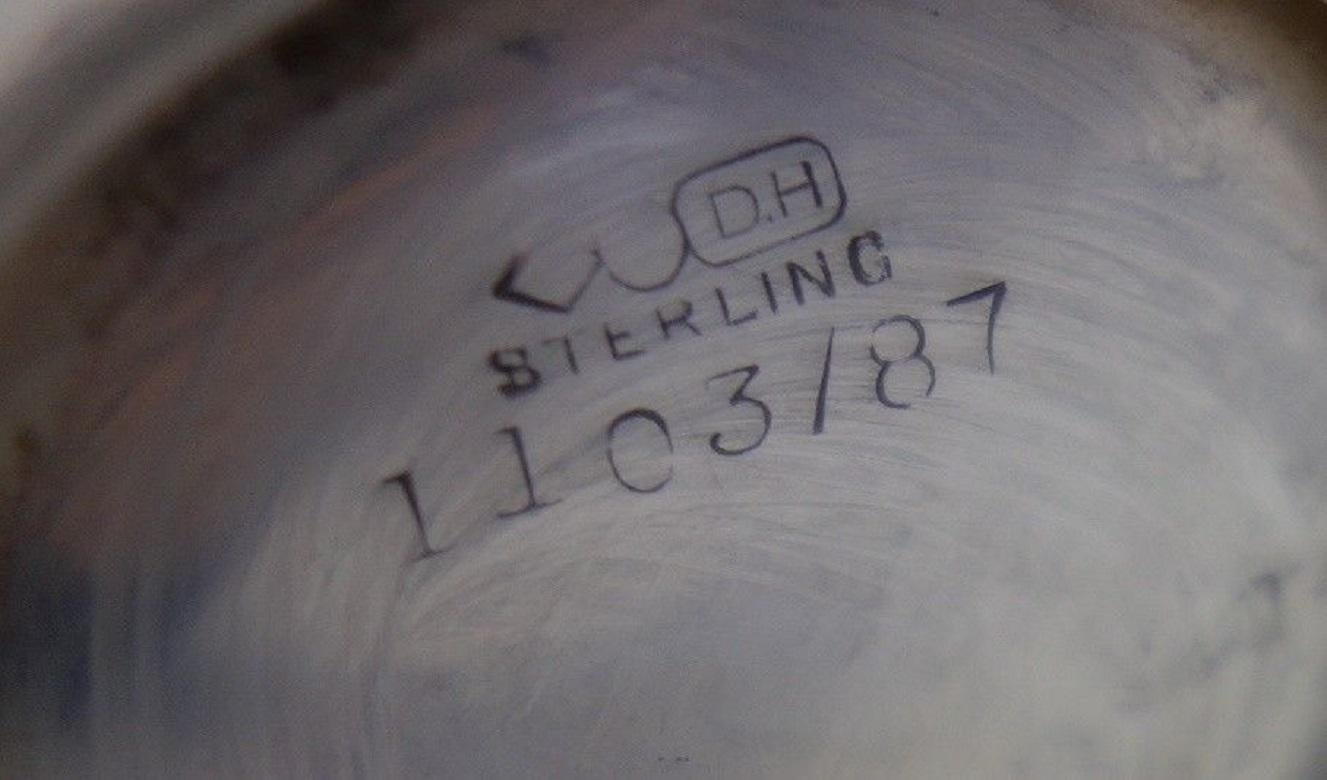 D.H
STERLING
1103/87